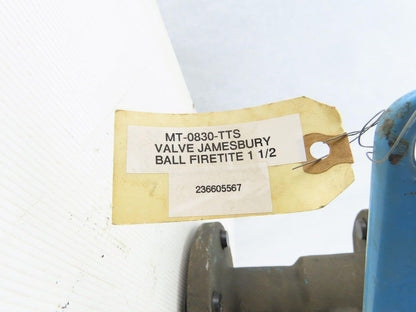 MT-0830-TTS
VALVE JAMESBURY
BALL FIRETITE 1 1/2
236605567